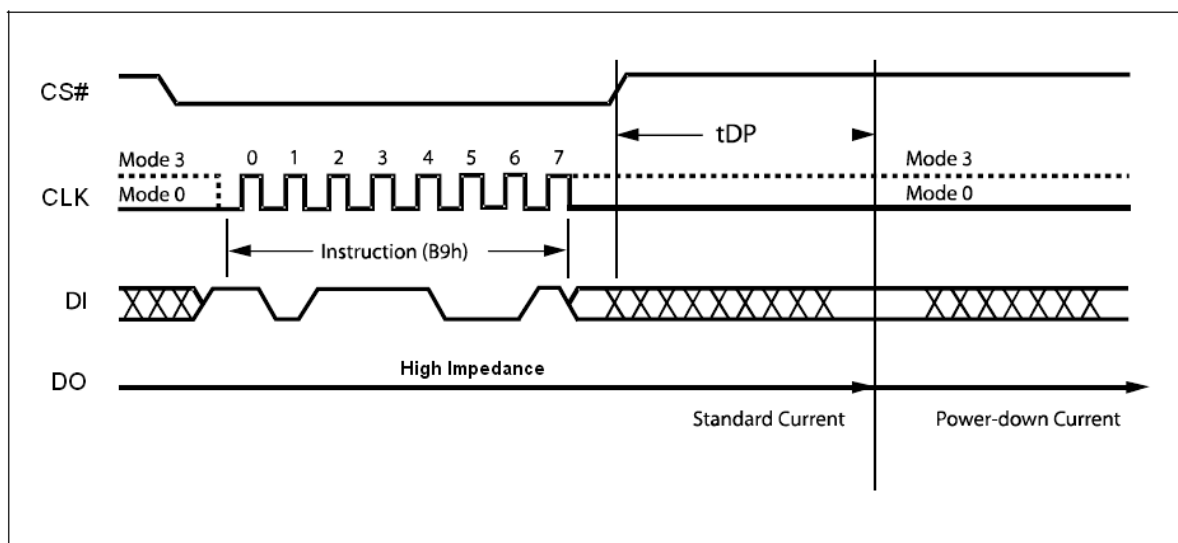 CS#
tDP
Mode 3 0 1 2 3 4 5 6 7 Mode 3
CLK Mode 0 Mode 0
Instruction (B9h)
DI
High Impedance
DO
Standard Current Power-down Current